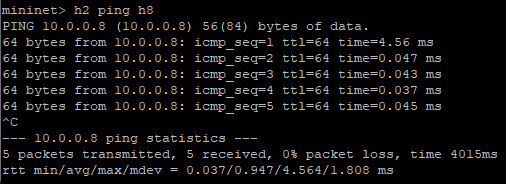 mininet> h2 ping h8
PING 10.0.0.8 (10.0.0.8) 56(84) bytes of data.
64 bytes from 10.0.0.8: icmp_seq=1 ttl=64 time=4.56 ms
64 bytes from 10.0.0.8: icmp_seq=2 ttl=64 time=0.047 ms
64 bytes from 10.0.0.8: icmp_seq=3 ttl=64 time=0.043 ms
64 bytes from 10.0.0.8: icmp_seq=4 ttl=64 time=0.037 ms
64 bytes from 10.0.0.8: icmp_seq=5 ttl=64 time=0.045 ms
^C
--- 10.0.0.8 ping statistics ---
5 packets transmitted, 5 received, 0% packet loss, time 4015ms
rtt min/avg/max/mdev = 0.037/0.947/4.564/1.808 ms